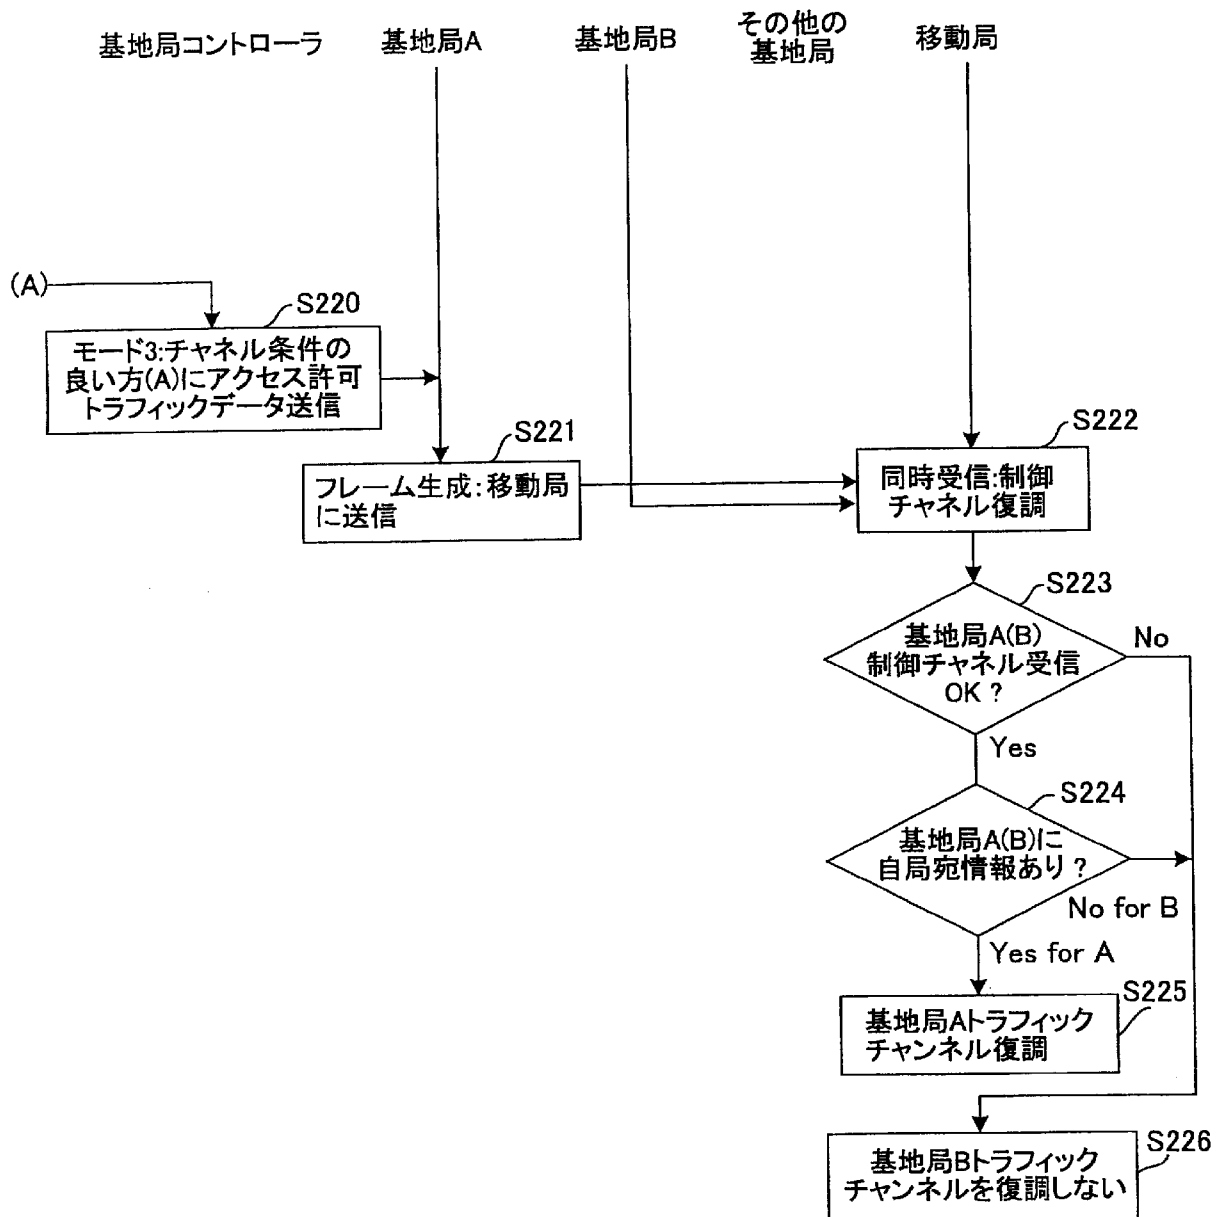 基地局コントローラ
基地局A
基地局B
その他の
基地局
移動局
(A)
S220
モード3:チャネル条件の
良い方(A)にアクセス許可
トラフィックデータ送信
S221
フレーム生成:移動局
に送信
S222
同時受信:制御
チャネル復調
S223
基地局A(B)
制御チャネル受信
OK?
No
Yes
S224
基地局A(B)に
自局宛情報あり?
No for B
Yes for A
S225
基地局Aトラフィック
チャンネル復調
S226
基地局Bトラフィック
チャンネルを復調しない